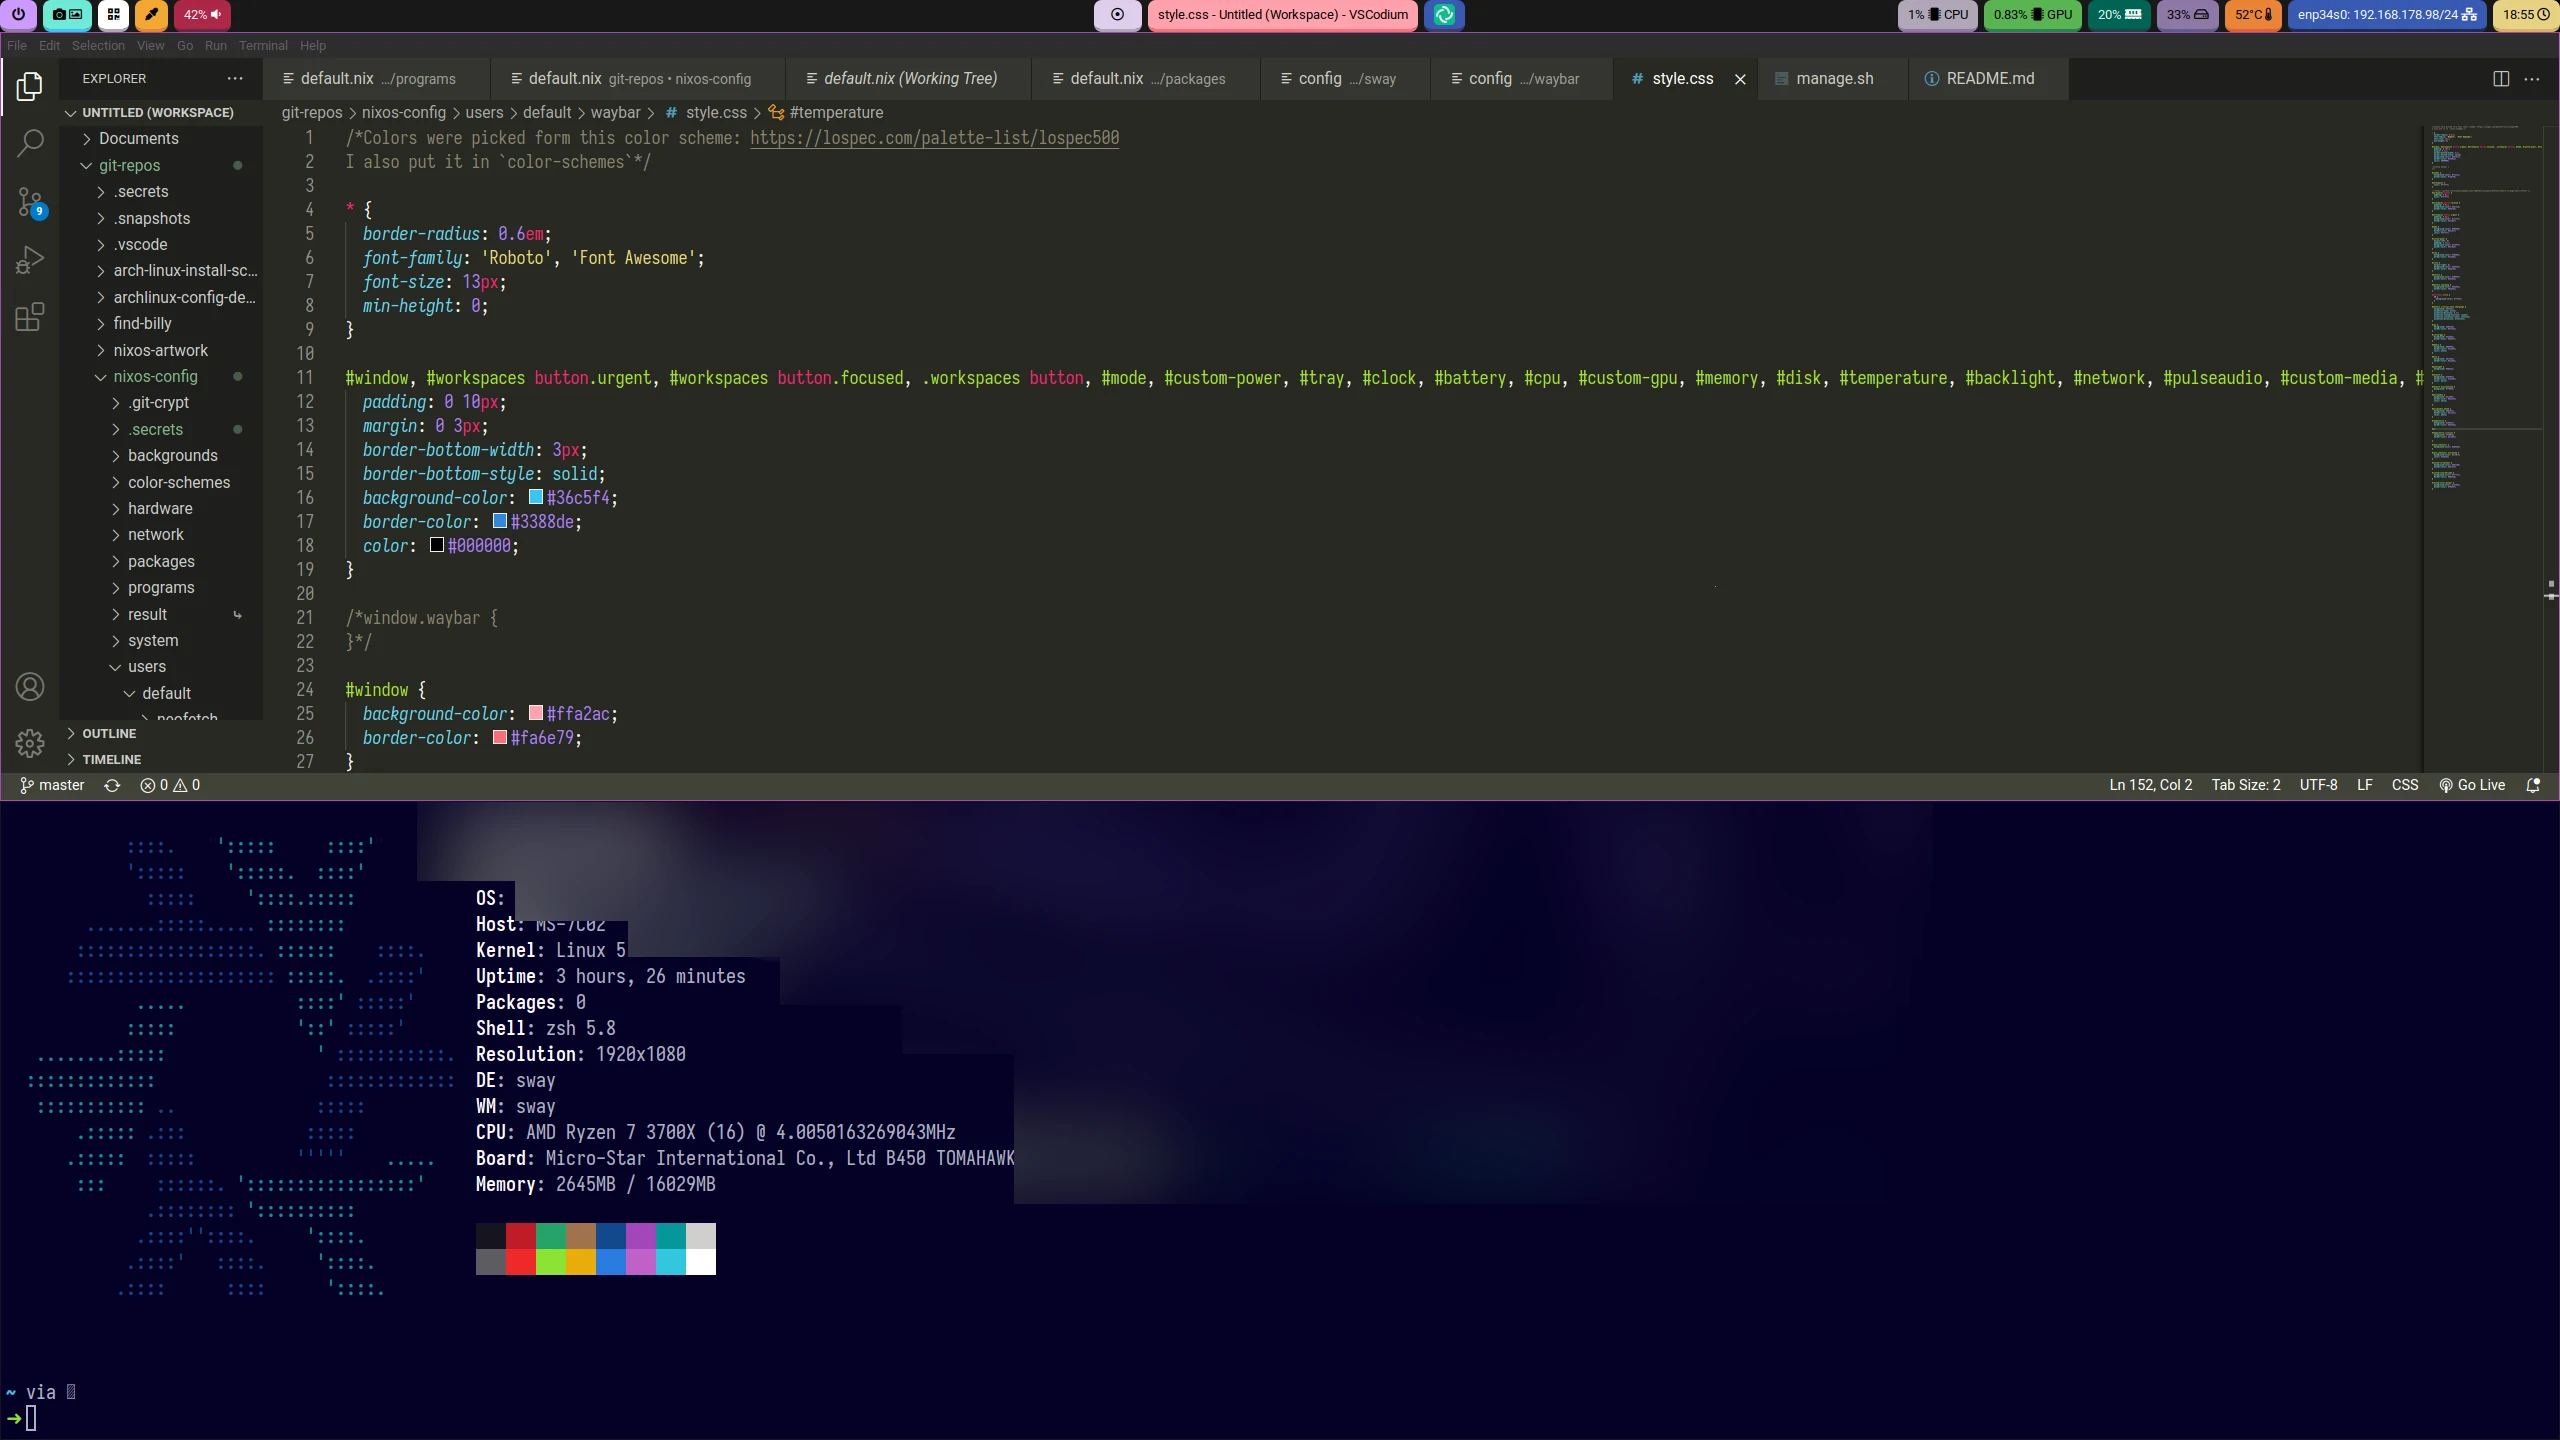 42%
style.css - Untitled (Workspace) - VSCodium
1% CPU
0.83% GPU
20%
33%
52°C
enp34s0: 192.168.178.98/24
18:55
File Edit Selection View Go Run Terminal Help
EXPLORER
default.nix .../programs
default.nix git-repos • nixos-config
default.nix (Working Tree)
default.nix .../packages
config .../sway
config .../waybar
# style.css
manage.sh
README.md
UNTITLED (WORKSPACE)
Documents
git-repos
.secrets
.snapshots
.vscode
arch-linux-install-sc...
archlinux-config-de...
find-billy
nixos-artwork
nixos-config
.git-crypt
.secrets
backgrounds
color-schemes
hardware
network
packages
programs
result
system
users
default
neofetch
OUTLINE
TIMELINE
9
git-repos > nixos-config > users > default > waybar > # style.css > #temperature
1 /*Colors were picked form this color scheme: https://lospec.com/palette-list/lospec500
2 I also put it in `color-schemes`*/
3
4 * {
5 border-radius: 0.6em;
6 font-family: 'Roboto', 'Font Awesome';
7 font-size: 13px;
8 min-height: 0;
9 }
10
11 #window, #workspaces button.urgent, #workspaces button.focused, .workspaces button, #mode, #custom-power, #tray, #clock, #battery, #cpu, #custom-gpu, #memory, #disk, #temperature, #backlight, #network, #pulseaudio, #custom-media, #
12 padding: 0 10px;
13 margin: 0 3px;
14 border-bottom-width: 3px;
15 border-bottom-style: solid;
16 background-color: #36c5f4;
17 border-color: #3388de;
18 color: #000000;
19 }
20
21 /*window.waybar {
22 }*/
23
24 #window {
25 background-color: #ffa2ac;
26 border-color: #fa6e79;
27 }
master
0 0
Ln 152, Col 2
Tab Size: 2
UTF-8
LF
CSS
Go Live
OS:
Host: MS-7C02
Kernel: Linux 5
Uptime: 3 hours, 26 minutes
Packages: 0
Shell: zsh 5.8
Resolution: 1920x1080
DE: sway
WM: sway
CPU: AMD Ryzen 7 3700X (16) @ 4.0050163269043MHz
Board: Micro-Star International Co., Ltd B450 TOMAHAWK
Memory: 2645MB / 16029MB
~ via
➜